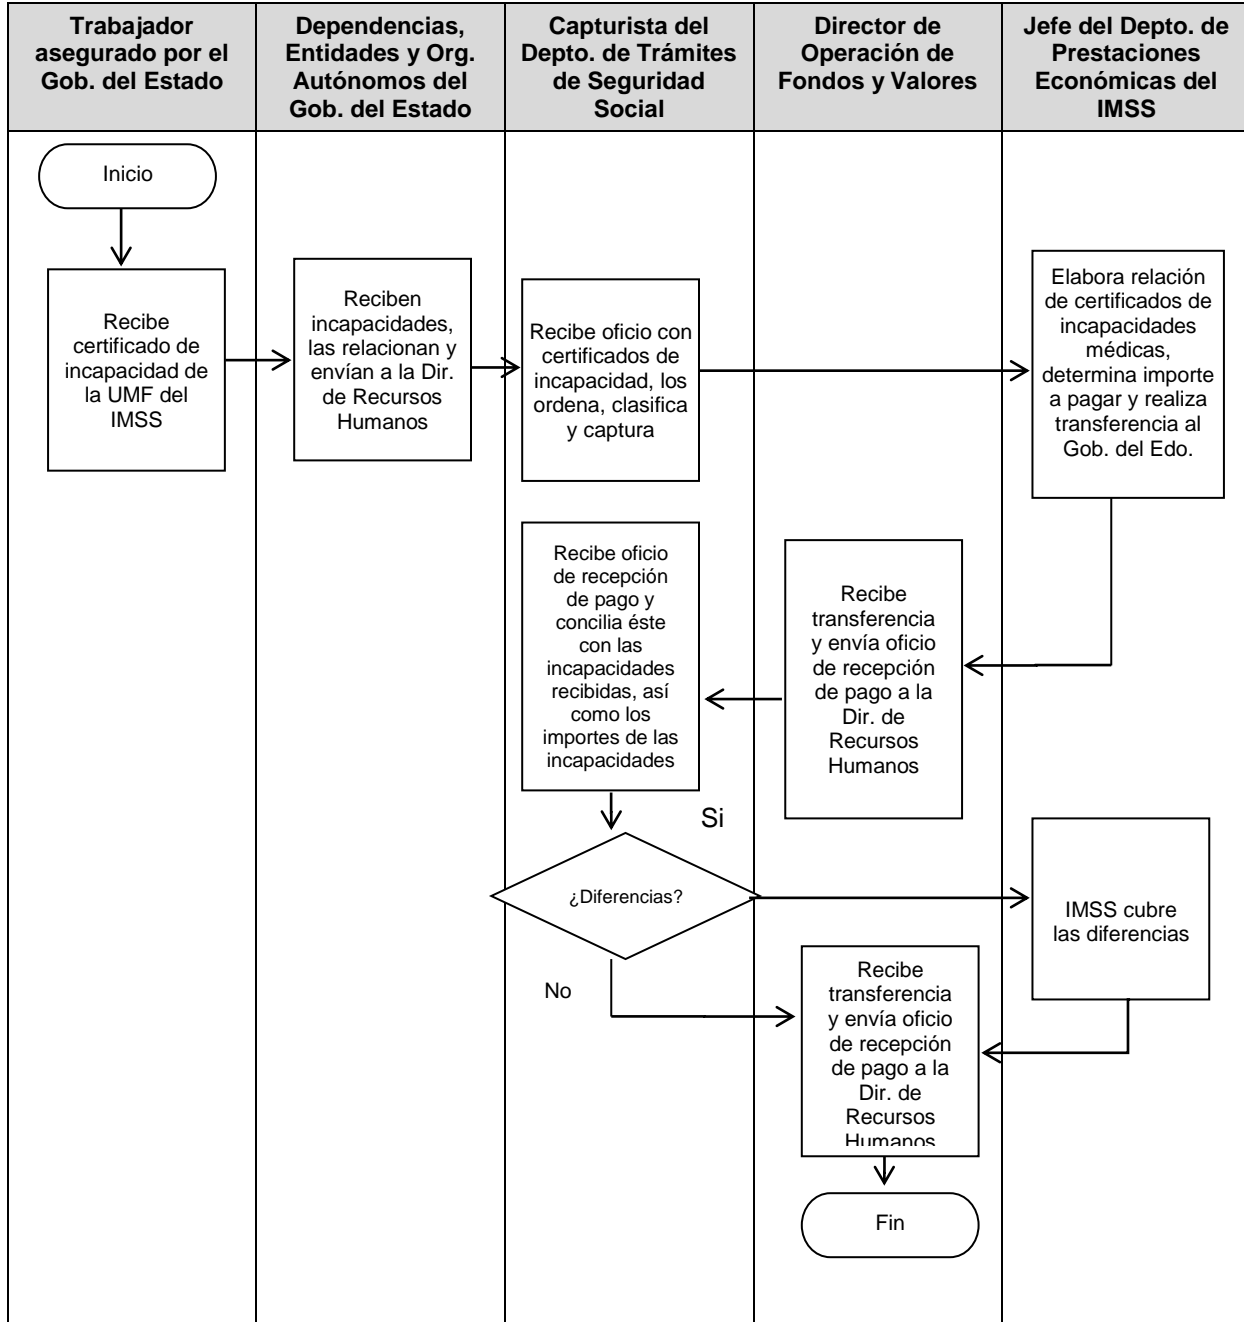 Trabajador
asegurado por el
Gob. del Estado
Dependencias,
Entidades y Org.
Autónomos del
Gob. del Estado
Capturista del
Depto. de Trámites
de Seguridad
Social
Director de
Operación de
Fondos y Valores
Jefe del Depto. de
Prestaciones
Económicas del
IMSS
Inicio
Recibe
certificado de
incapacidad de
la UMF del
IMSS
Reciben
incapacidades,
las relacionan y
envían a la Dir.
de Recursos
Humanos
Recibe oficio con
certificados de
incapacidad, los
ordena, clasifica
y captura
Elabora relación
de certificados de
incapacidades
médicas,
determina importe
a pagar y realiza
transferencia al
Gob. del Edo.
Recibe
transferencia
y envía oficio
de recepción
de pago a la
Dir. de
Recursos
Humanos
Recibe oficio
de recepción
de pago y
concilia éste
con las
incapacidades
recibidas, así
como los
importes de las
incapacidades
¿Diferencias?
Si
IMSS cubre
las diferencias
No
Recibe
transferencia
y envía oficio
de recepción
de pago a la
Dir. de
Recursos
Humanos
Fin